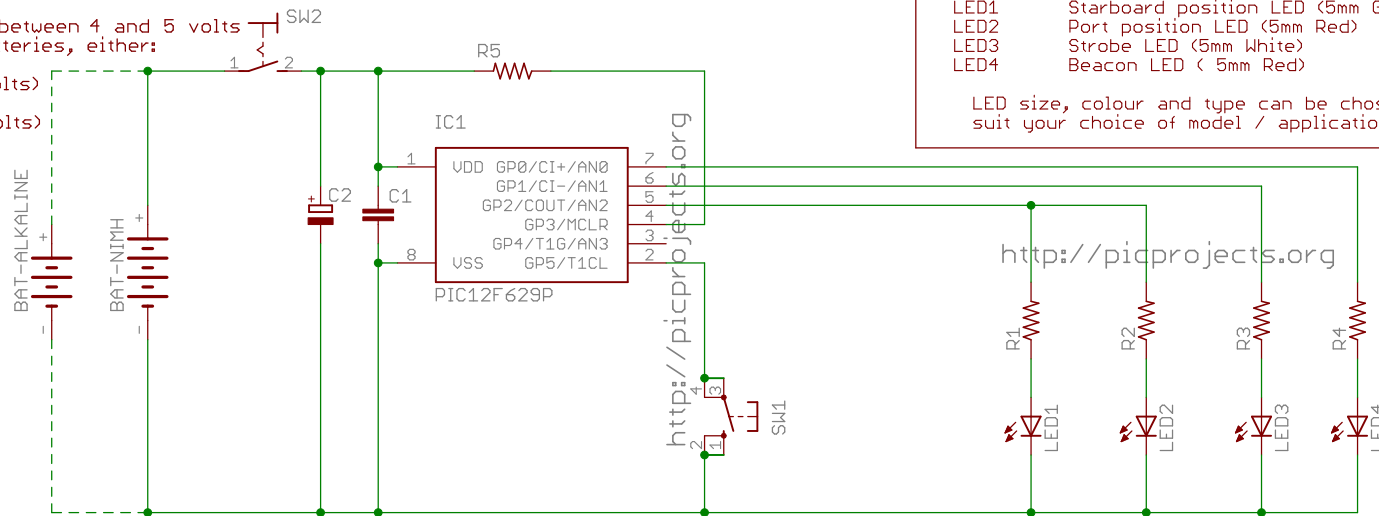 between 4 and 5 volts
teries, either:
olts)
olts)
SW2
1
2
R5
LED1 Starboard position LED (5mm G
LED2 Port position LED (5mm Red)
LED3 Strobe LED (5mm White)
LED4 Beacon LED ( 5mm Red)
LED size, colour and type can be chos
suit your choice of model / applicatio
IC1
1 VDD GP0/CI+/AN0 7
GP1/CI-/AN1 6
GP2/COUT/AN2 5
GP3/MCLR 4
GP4/T1G/AN3 3
8 VSS GP5/T1CL 2
PIC12F629P
BAT-ALKALINE
+
-
BAT-NIMH
+
-
+
C2
C1
http://picprojects.org
http://picprojects.org
R1
R2
R3
R4
4
3
2
1
SW1
LED1
LED2
LED3
LED4